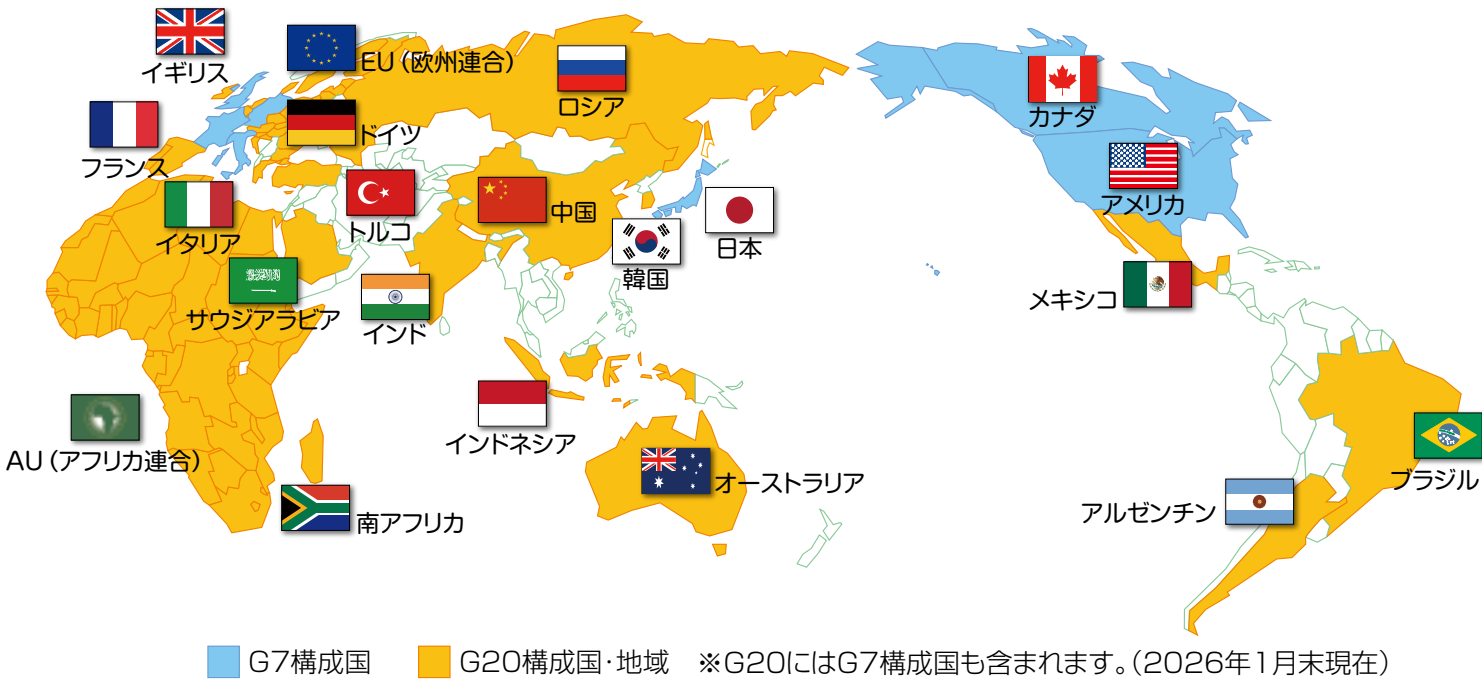 イギリス
EU（欧州連合）
ロシア
カナダ
フランス
ドイツ
アメリカ
イタリア
トルコ
中国
韓国
日本
サウジアラビア
インド
メキシコ
AU（アフリカ連合）
インドネシア
オーストラリア
ブラジル
南アフリカ
アルゼンチン
G7構成国
G20構成国・地域
※G20にはG7構成国も含まれます。（2026年1月末現在）